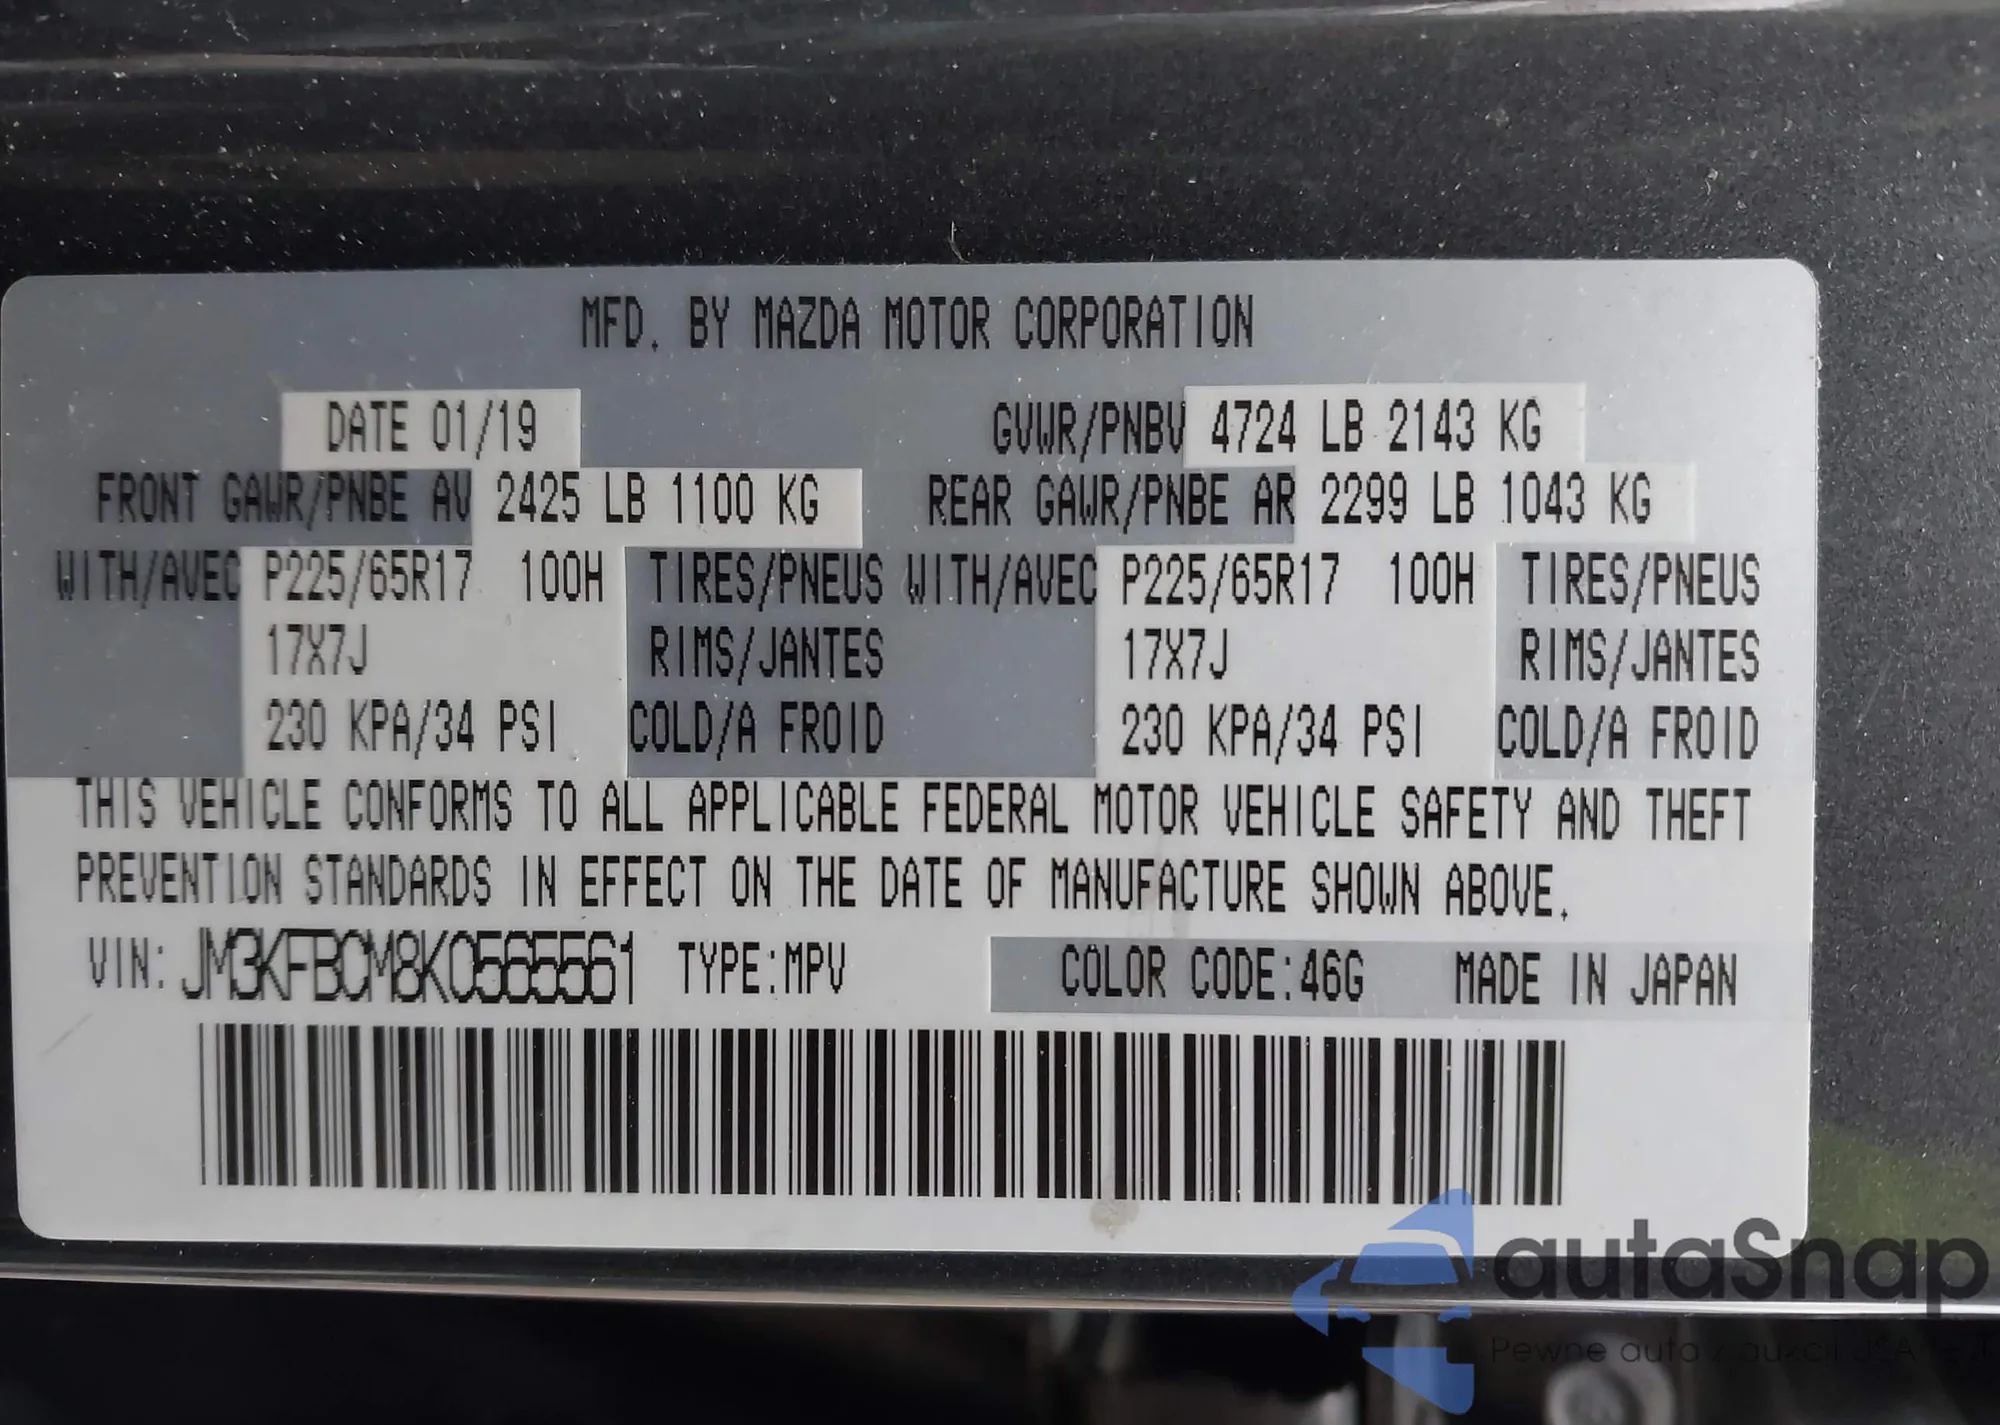 MFD. BY MAZDA MOTOR CORPORATION
DATE 01/19 GVWR/PNBV 4724 LB 2143 KG
FRONT GAWR/PNBE AV 2425 LB 1100 KG REAR GAWR/PNBE AR 2299 LB 1043 KG
WITH/AVEC P225/65R17 100H TIRES/PNEUS WITH/AVEC P225/65R17 100H TIRES/PNEUS
17X7J RIMS/JANTES 17X7J RIMS/JANTES
230 KPA/34 PSI COLD/A FROID 230 KPA/34 PSI COLD/A FROID
THIS VEHICLE CONFORMS TO ALL APPLICABLE FEDERAL MOTOR VEHICLE SAFETY AND THEFT
PREVENTION STANDARDS IN EFFECT ON THE DATE OF MANUFACTURE SHOWN ABOVE.
VIN: JM3KFBCM8K0565561 TYPE:MPV COLOR CODE:46G MADE IN JAPAN
autaSnap
Pewne auta z aukcji USA